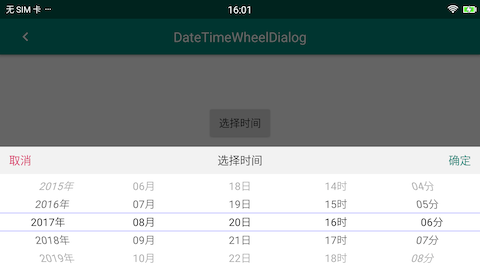 无 SIM 卡 ··· 16:01
DateTimeWheelDialog
选择时间
取消 选择时间 确定
2015年 06月 18日 14时 04分
2016年 07月 19日 15时 05分
2017年 08月 20日 16时 06分
2018年 09月 21日 17时 07分
2019年 10月 22日 18时 08分